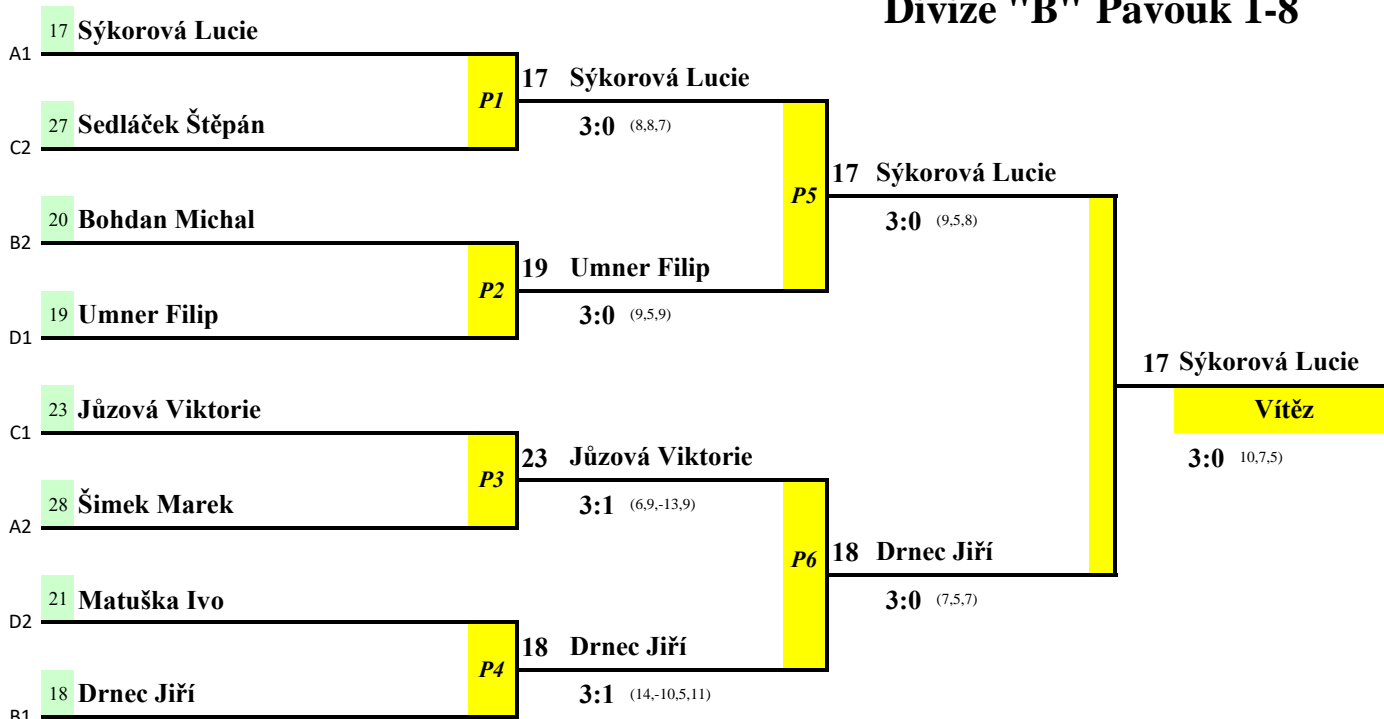 Divize "B" Pavouk 1-8
A1 17 Sýkorová Lucie
P1
17 Sýkorová Lucie
3:0 (8,8,7)
C2 27 Sedláček Štěpán
P5
17 Sýkorová Lucie
3:0 (9,5,8)
B2 20 Bohdan Michal
P2
19 Umner Filip
3:0 (9,5,9)
D1 19 Umner Filip
17 Sýkorová Lucie
Vítěz
3:0 10,7,5)
C1 23 Jůzová Viktorie
P3
23 Jůzová Viktorie
3:1 (6,9,-13,9)
A2 28 Šimek Marek
P6
18 Drnec Jiří
3:0 (7,5,7)
D2 21 Matuška Ivo
P4
18 Drnec Jiří
3:1 (14,-10,5,11)
B1 18 Drnec Jiří